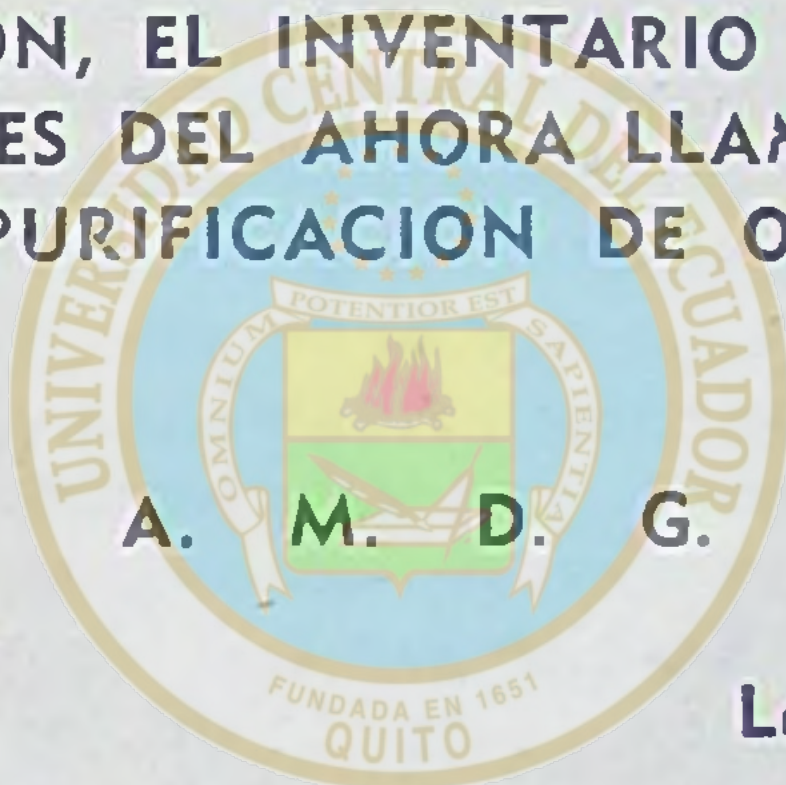 ON, EL INVENTARIO
ES DEL AHORA LLAM
PURIFICACION DE O
A. M. D. G.
UNIVERSIDAD CENTRAL DEL ECUADOR
OMNIUM POTENTIOR EST SAPIENTIA
FUNDADA EN 1651
QUITO